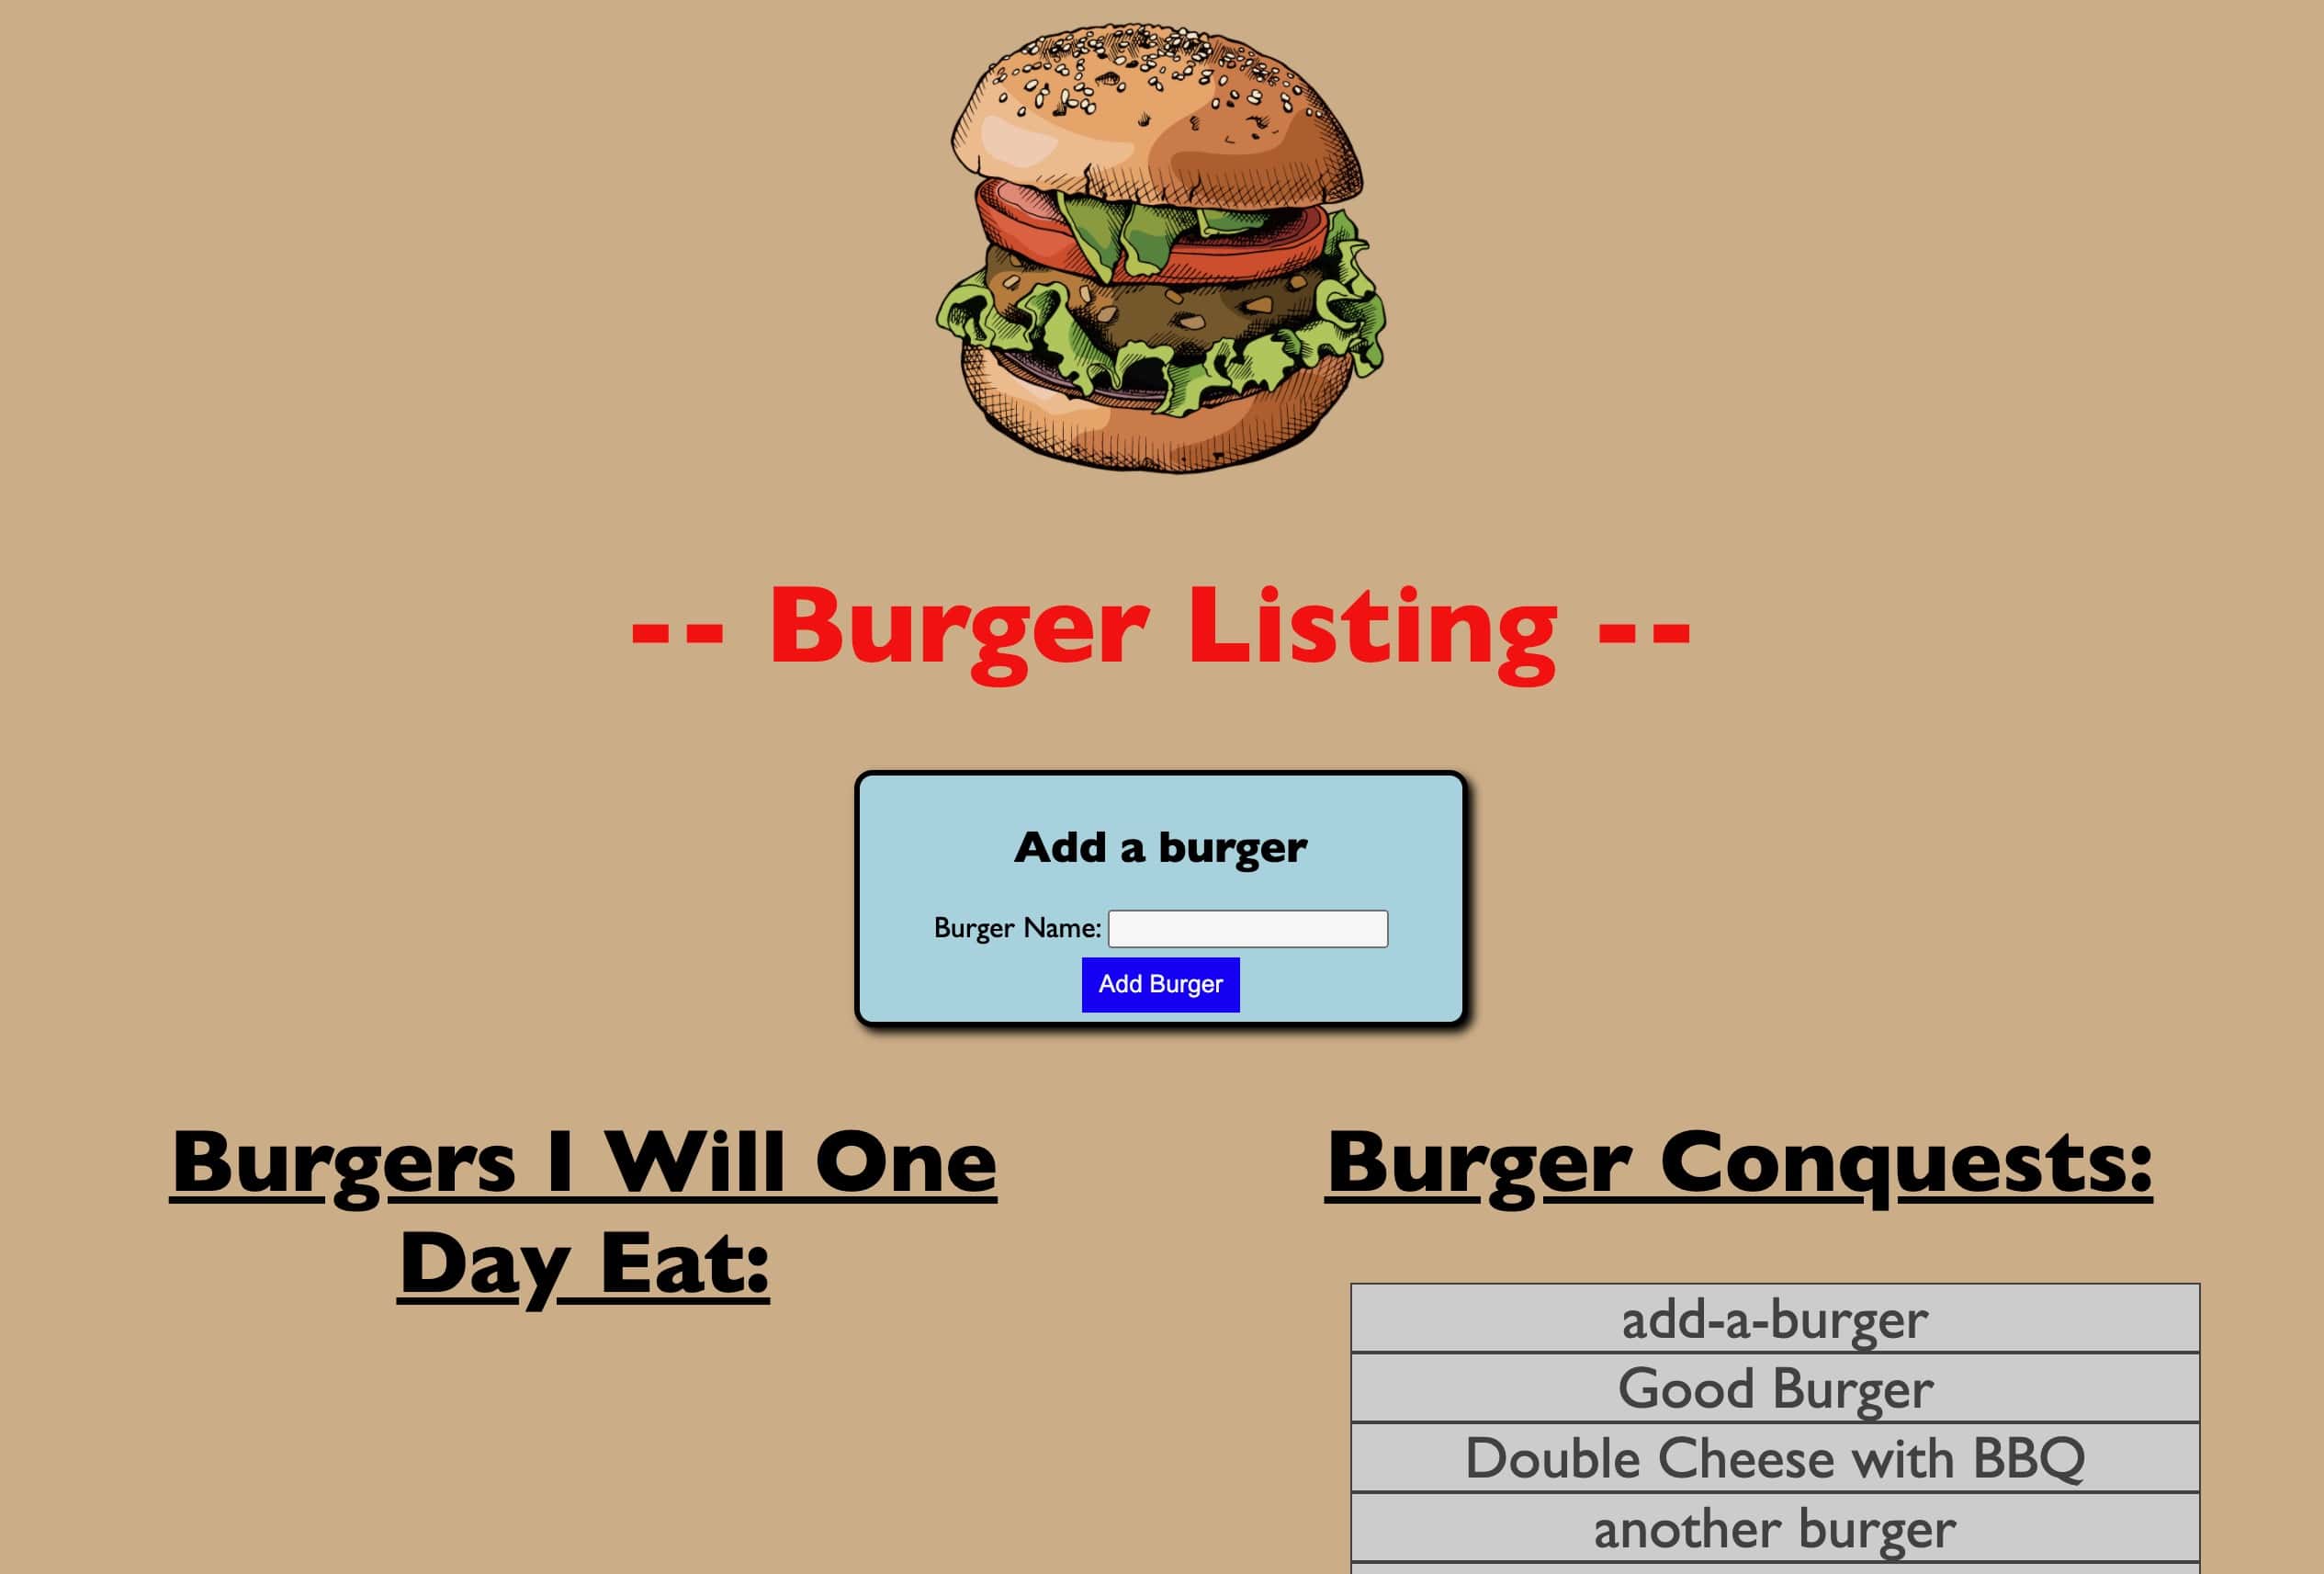 -- Burger Listing --
Add a burger
Burger Name:
Add Burger
Burgers I Will One
Day Eat:
Burger Conquests:
add-a-burger
Good Burger
Double Cheese with BBQ
another burger